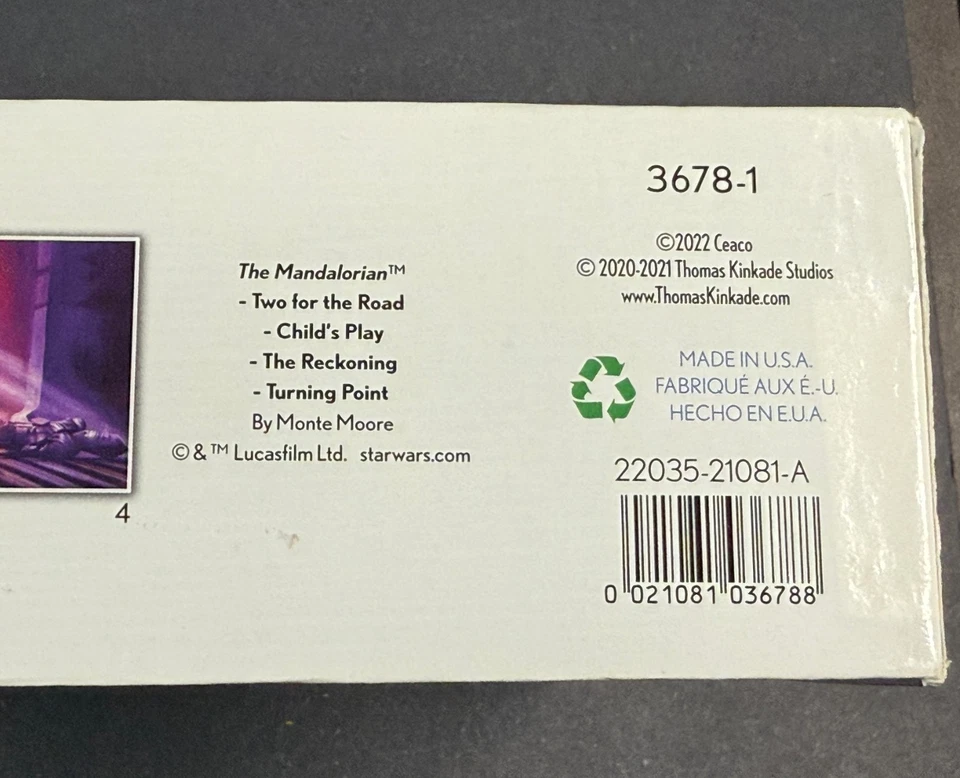 4
The Mandalorian™
- Two for the Road
- Child's Play
- The Reckoning
- Turning Point
By Monte Moore
© & ™ Lucasfilm Ltd. starwars.com
3678-1
©2022 Ceaco
© 2020-2021 Thomas Kinkade Studios
www.ThomasKinkade.com
MADE IN U.S.A.
FABRIQUÉ AUX É.-U.
HECHO EN E.U.A.
22035-21081-A
0 021081 036788